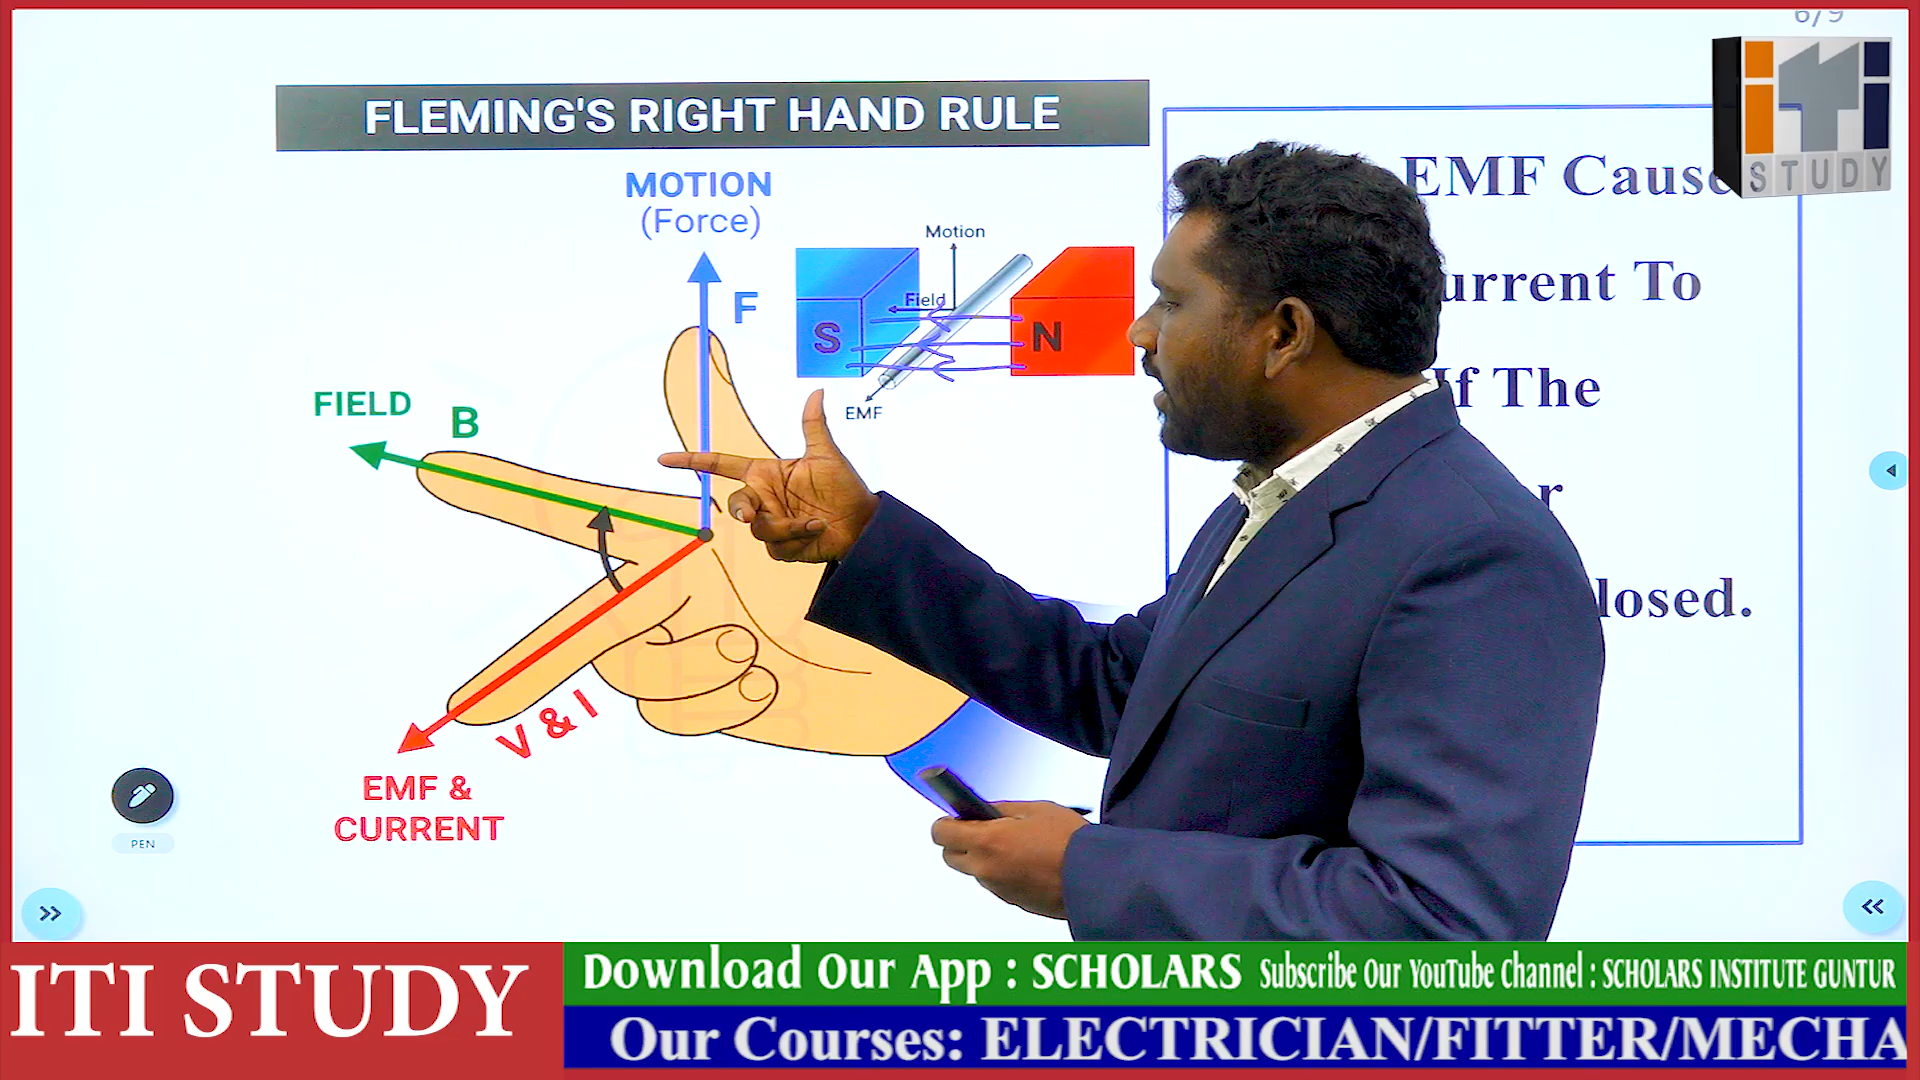 6/9
iTi
STUDY
FLEMING'S RIGHT HAND RULE
MOTION
(Force)
F
Motion
Field
S
N
EMF
FIELD
B
V & I
EMF &
CURRENT
EMF Cause
urrent To
If The
r
losed.
PEN
ITI STUDY
Download Our App : SCHOLARS Subscribe Our YouTube Channel : SCHOLARS INSTITUTE GUNTUR
Our Courses: ELECTRICIAN/FITTER/MECHA